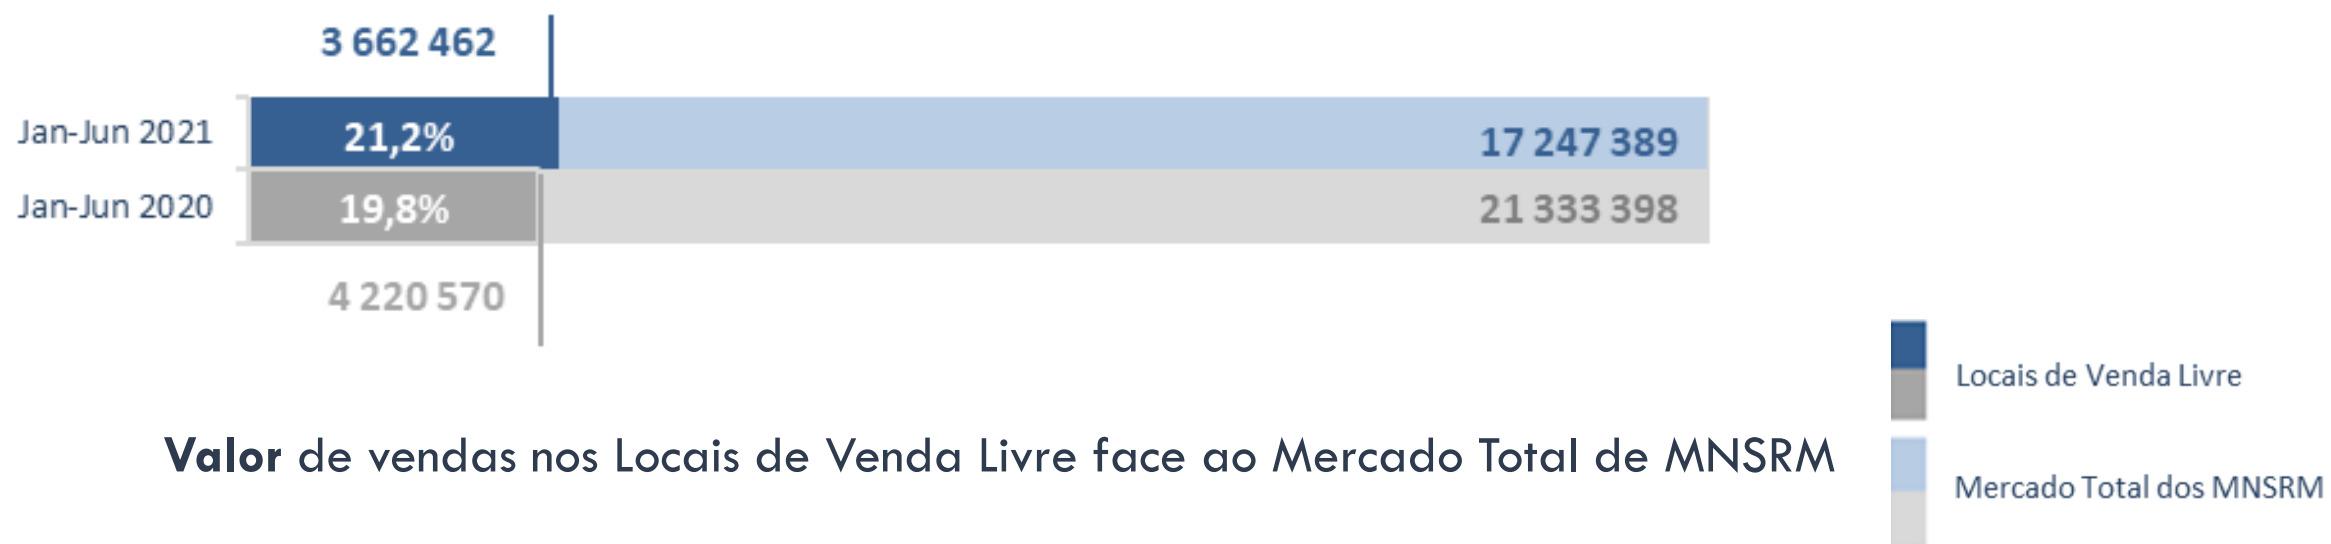 3 662 462
Jan-Jun 2021
21,2%
17 247 389
Jan-Jun 2020
19,8%
21 333 398
4 220 570
Locais de Venda Livre
Valor de vendas nos Locais de Venda Livre face ao Mercado Total de MNSRM
Mercado Total dos MNSRM